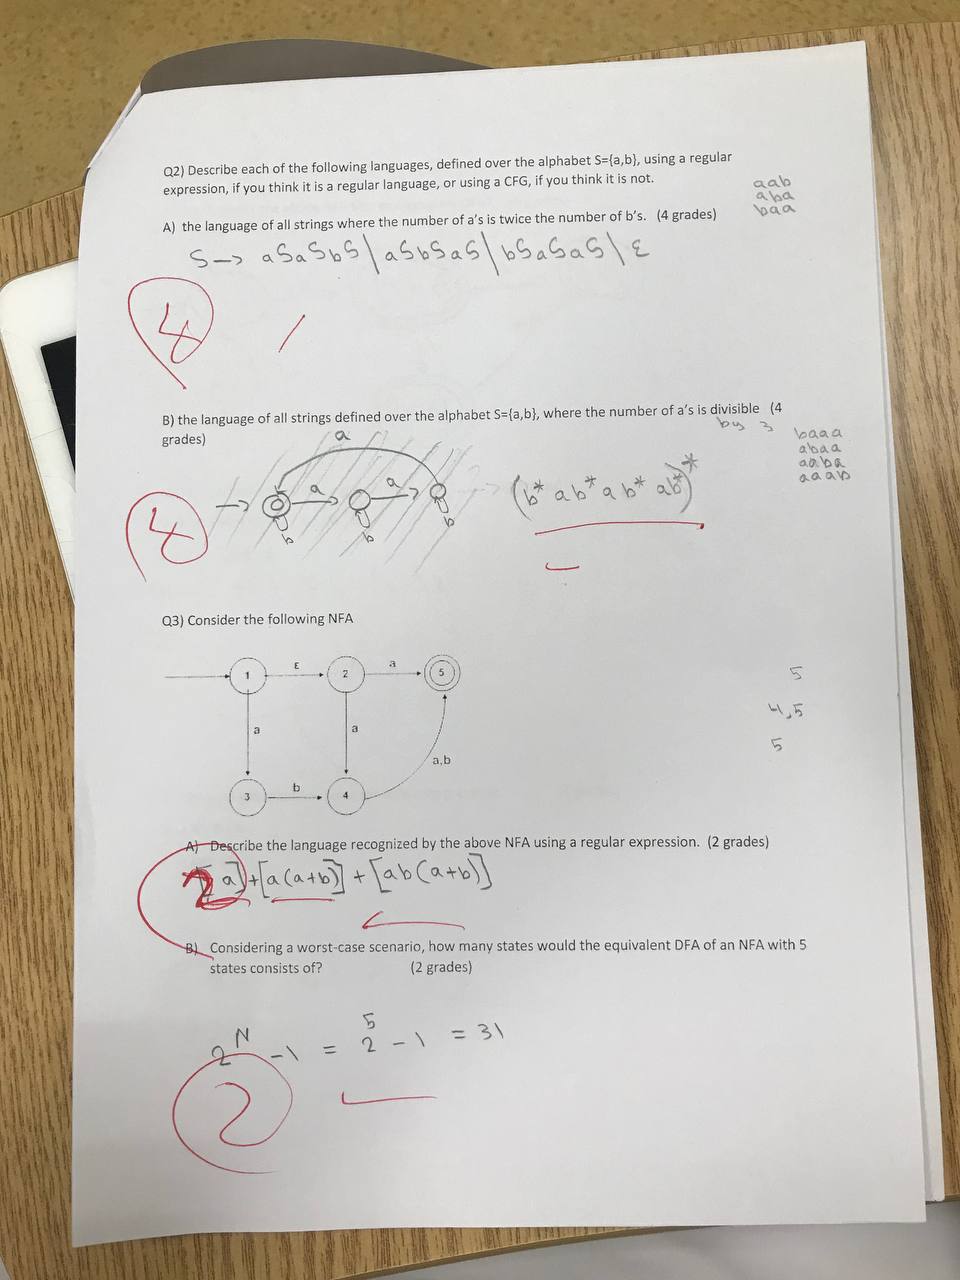 Q2) Describe each of the following languages, defined over the alphabet S={a,b}, using a regular
expression, if you think it is a regular language, or using a CFG, if you think it is not.
aab
aba
baa
A) the language of all strings where the number of a's is twice the number of b's. (4 grades)
S → aSaSbS | aSbSaS | bSaSaS | ε
4
B) the language of all strings defined over the alphabet S={a,b}, where the number of a's is divisible (4
grades)
by 3
baaa
abaa
aaba
aaab
a
a a
b b b
(b* ab* ab* ab*)*
4
Q3) Consider the following NFA
1 ε 2 a 5
a a
a,b
3 b 4
5
4,5
5
A) Describe the language recognized by the above NFA using a regular expression. (2 grades)
[a]+[a(a+b)] + [ab(a+b)]
2
B) Considering a worst-case scenario, how many states would the equivalent DFA of an NFA with 5
states consists of? (2 grades)
2^N - 1 = 2^5 - 1 = 31
2